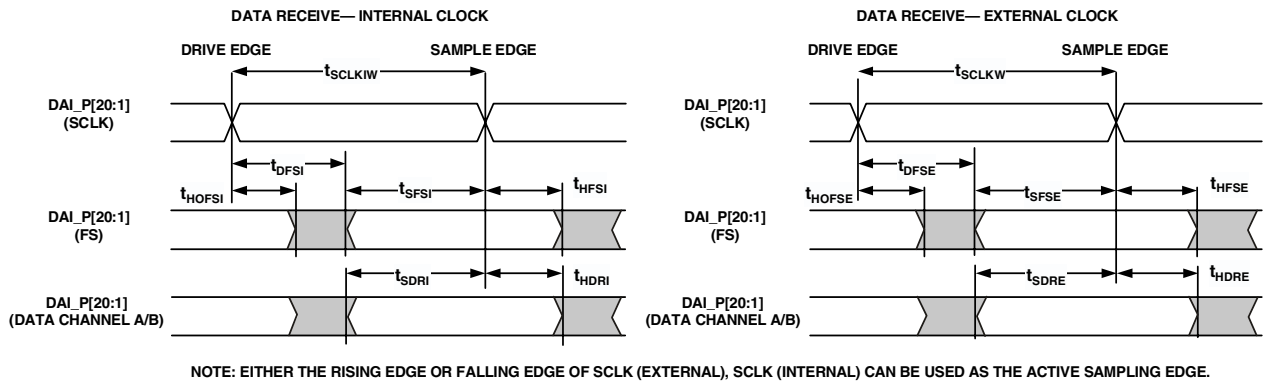 DATA RECEIVE— INTERNAL CLOCK
DRIVE EDGE
SAMPLE EDGE
tSCLKIW
DAI_P[20:1]
(SCLK)
tDFSI
tHOFSI
tSFSI
tHFSI
DAI_P[20:1]
(FS)
tSDRI
tHDRI
DAI_P[20:1]
(DATA CHANNEL A/B)
DATA RECEIVE— EXTERNAL CLOCK
DRIVE EDGE
SAMPLE EDGE
tSCLKW
DAI_P[20:1]
(SCLK)
tDFSE
tHOFSE
tSFSE
tHFSE
DAI_P[20:1]
(FS)
tSDRE
tHDRE
DAI_P[20:1]
(DATA CHANNEL A/B)
NOTE: EITHER THE RISING EDGE OR FALLING EDGE OF SCLK (EXTERNAL), SCLK (INTERNAL) CAN BE USED AS THE ACTIVE SAMPLING EDGE.